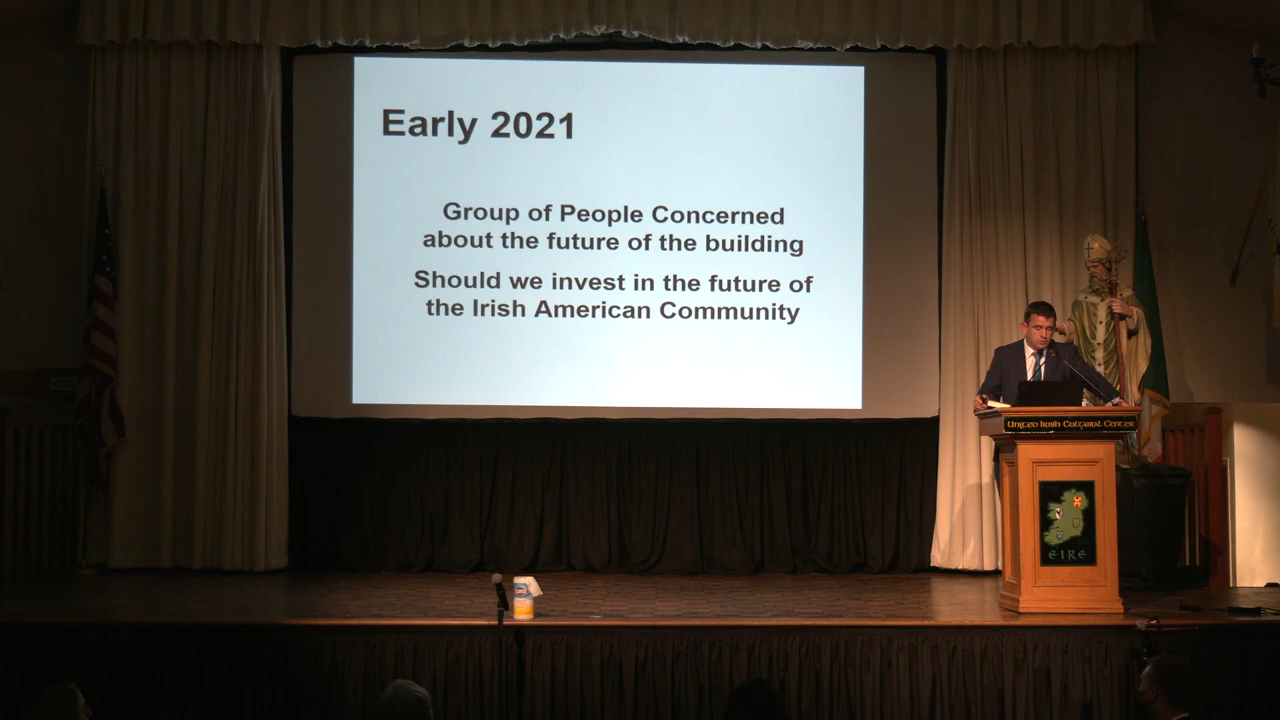 Early 2021
Group of People Concerned
about the future of the building
Should we invest in the future of
the Irish American Community
United Irish Cultural Center
EIRE